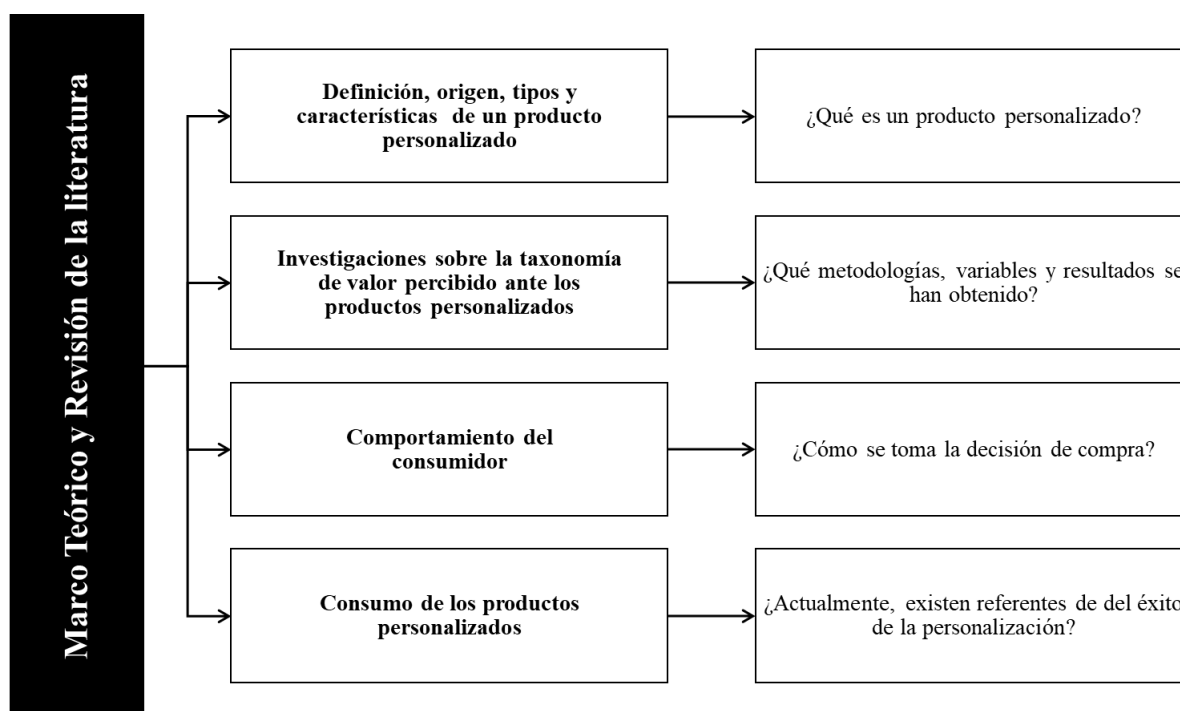 Marco Teórico y Revisión de la literatura
Definición, origen, tipos y
características de un producto
personalizado
¿Qué es un producto personalizado?
Investigaciones sobre la taxonomía
de valor percibido ante los
productos personalizados
¿Qué metodologías, variables y resultados se
han obtenido?
Comportamiento del
consumidor
¿Cómo se toma la decisión de compra?
Consumo de los productos
personalizados
¿Actualmente, existen referentes de del éxito
de la personalización?